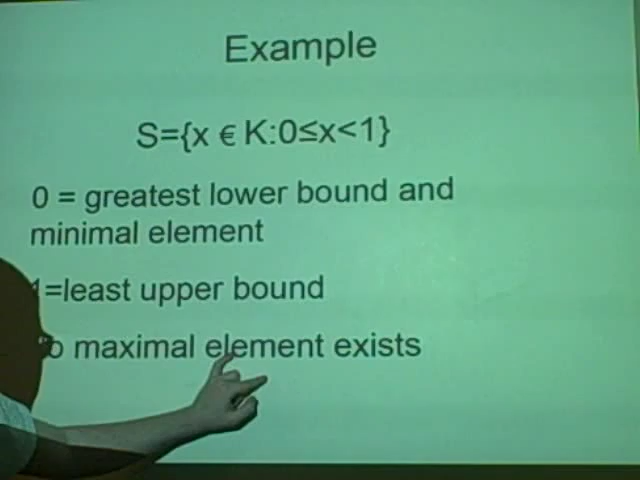 Example
S={x € K:0≤x<1}
0 = greatest lower bound and
minimal element
=least upper bound
maximal element exists